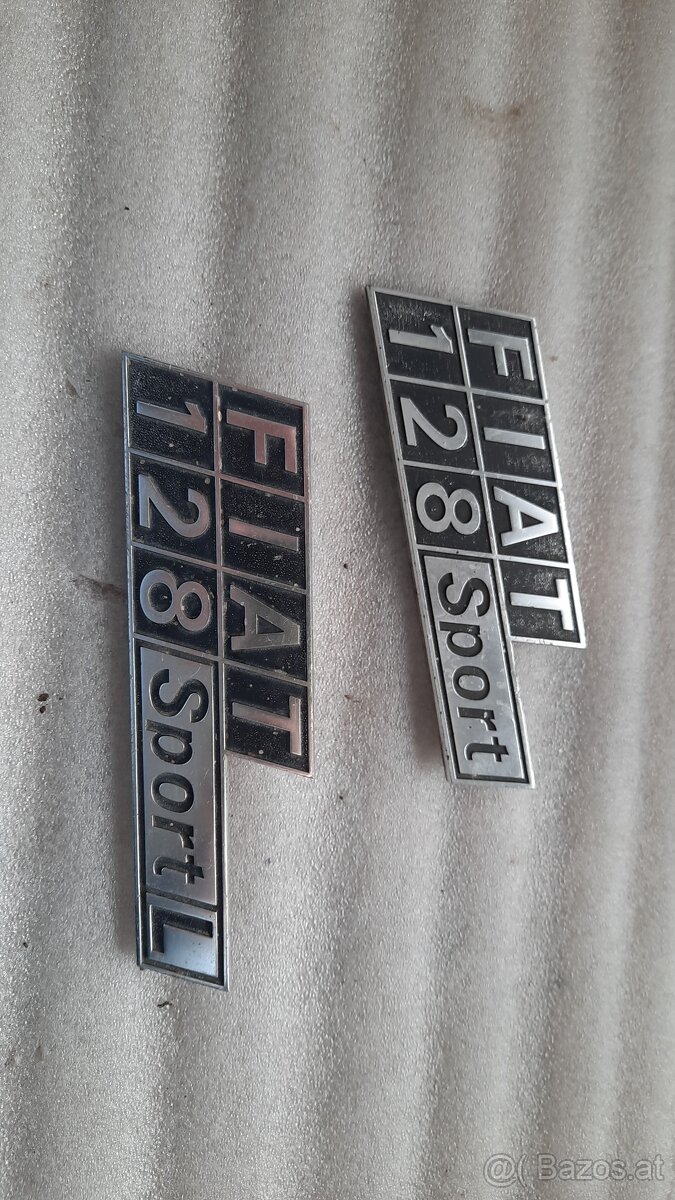 FIAT
128 Sport
FIAT
128 Sport L
@( Bazos.at